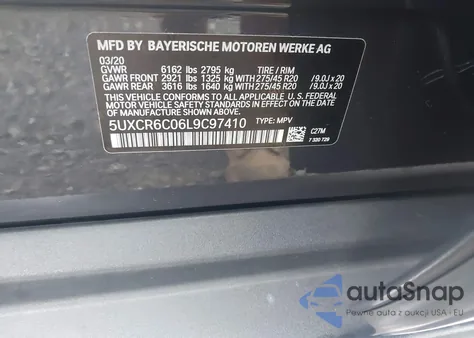 MFD BY BAYERISCHE MOTOREN WERKE AG
03/20
GVWR 6162 lbs 2795 kg TIRE / RIM
GAWR FRONT 2921 lbs 1325 kg 275/45 R20 / 9.0J x 20
GAWR REAR 3616 lbs 1640 kg 275/45 R20 / 9.0J x 20
THIS VEHICLE CONFORMS TO ALL APPLICABLE U.S. FEDERAL MOTOR
VEHICLE SAFETY STANDARDS IN EFFECT ON THE DATE OF MANUFACTURE SHOWN ABOVE.
5UXCR6C06L9C97410 TYPE: MPV
C27M
7 330 729
autoSnap
Pewne auta z aukcji USA - EU